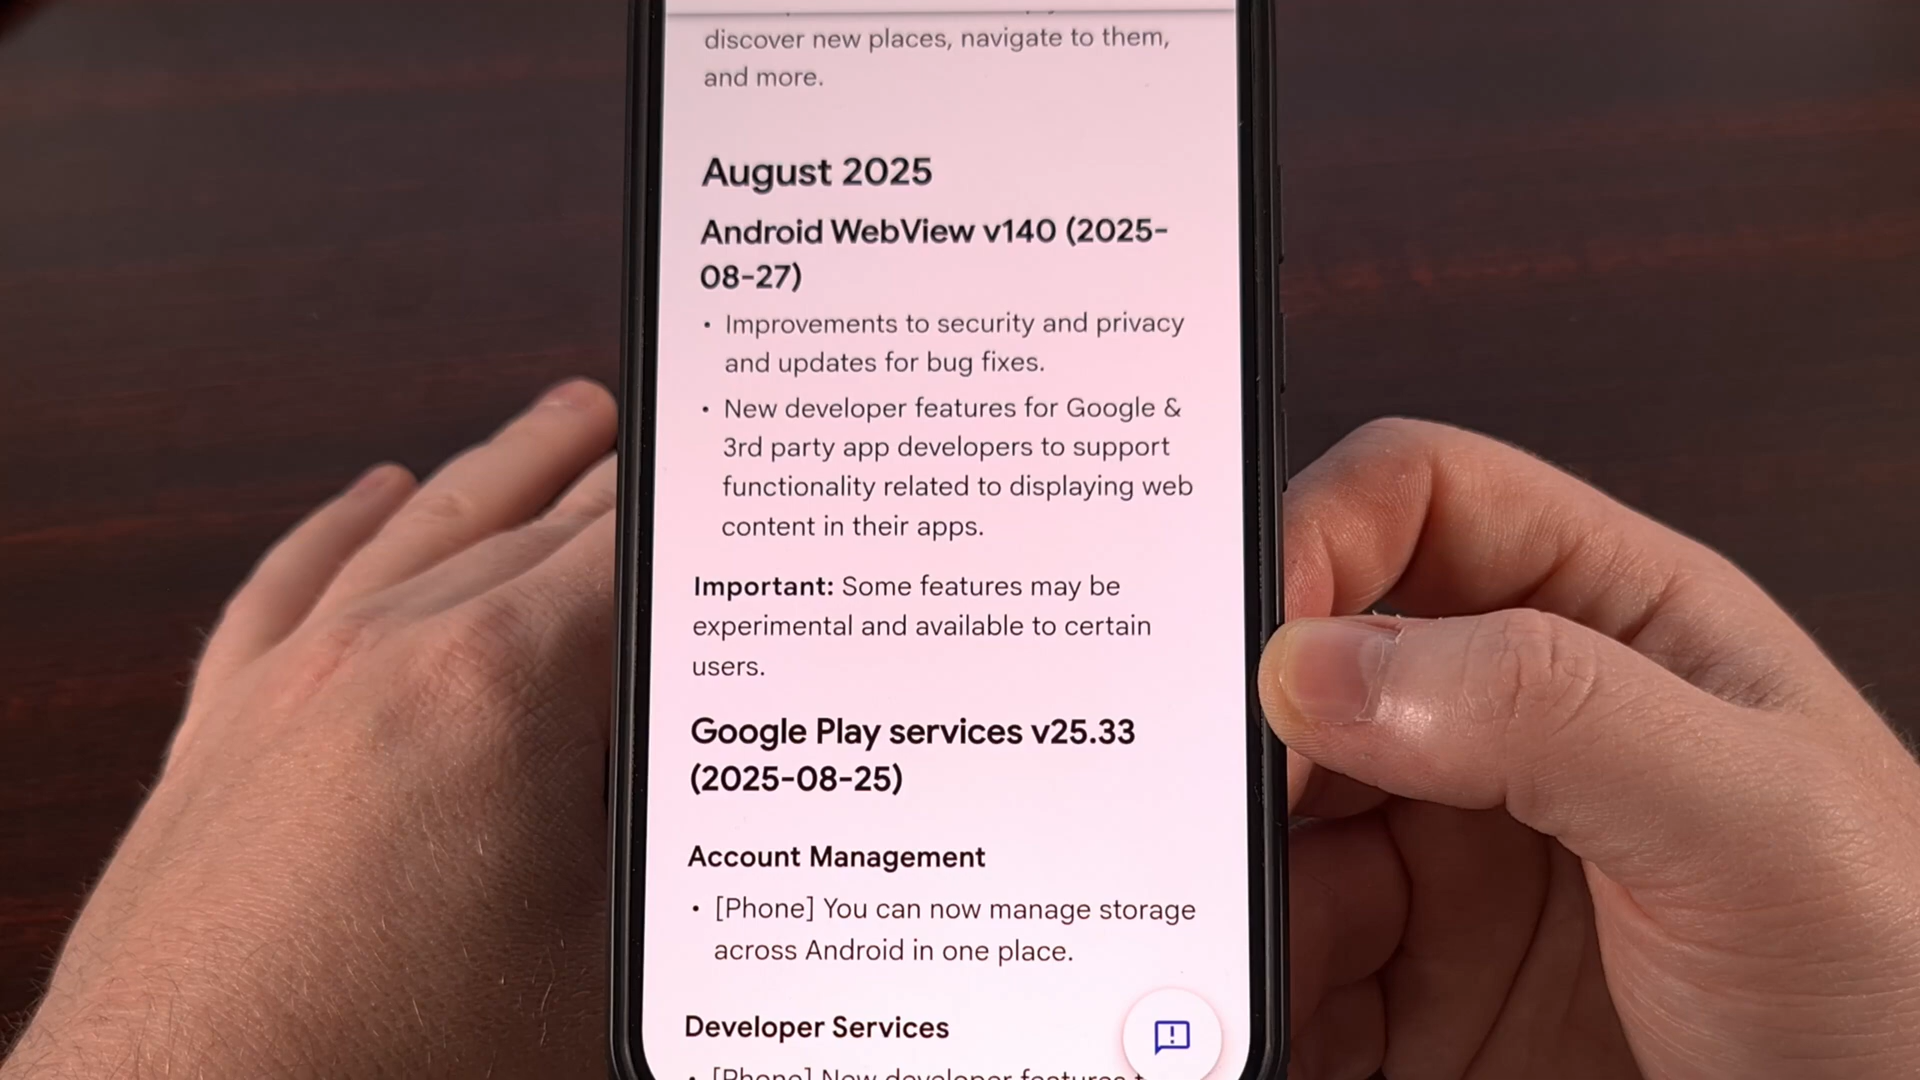 discover new places, navigate to them,
and more.
August 2025
Android WebView v140 (2025-
08-27)
• Improvements to security and privacy
and updates for bug fixes.
• New developer features for Google &
3rd party app developers to support
functionality related to displaying web
content in their apps.
Important: Some features may be
experimental and available to certain
users.
Google Play services v25.33
(2025-08-25)
Account Management
• [Phone] You can now manage storage
across Android in one place.
Developer Services
• [Phone] New developer features